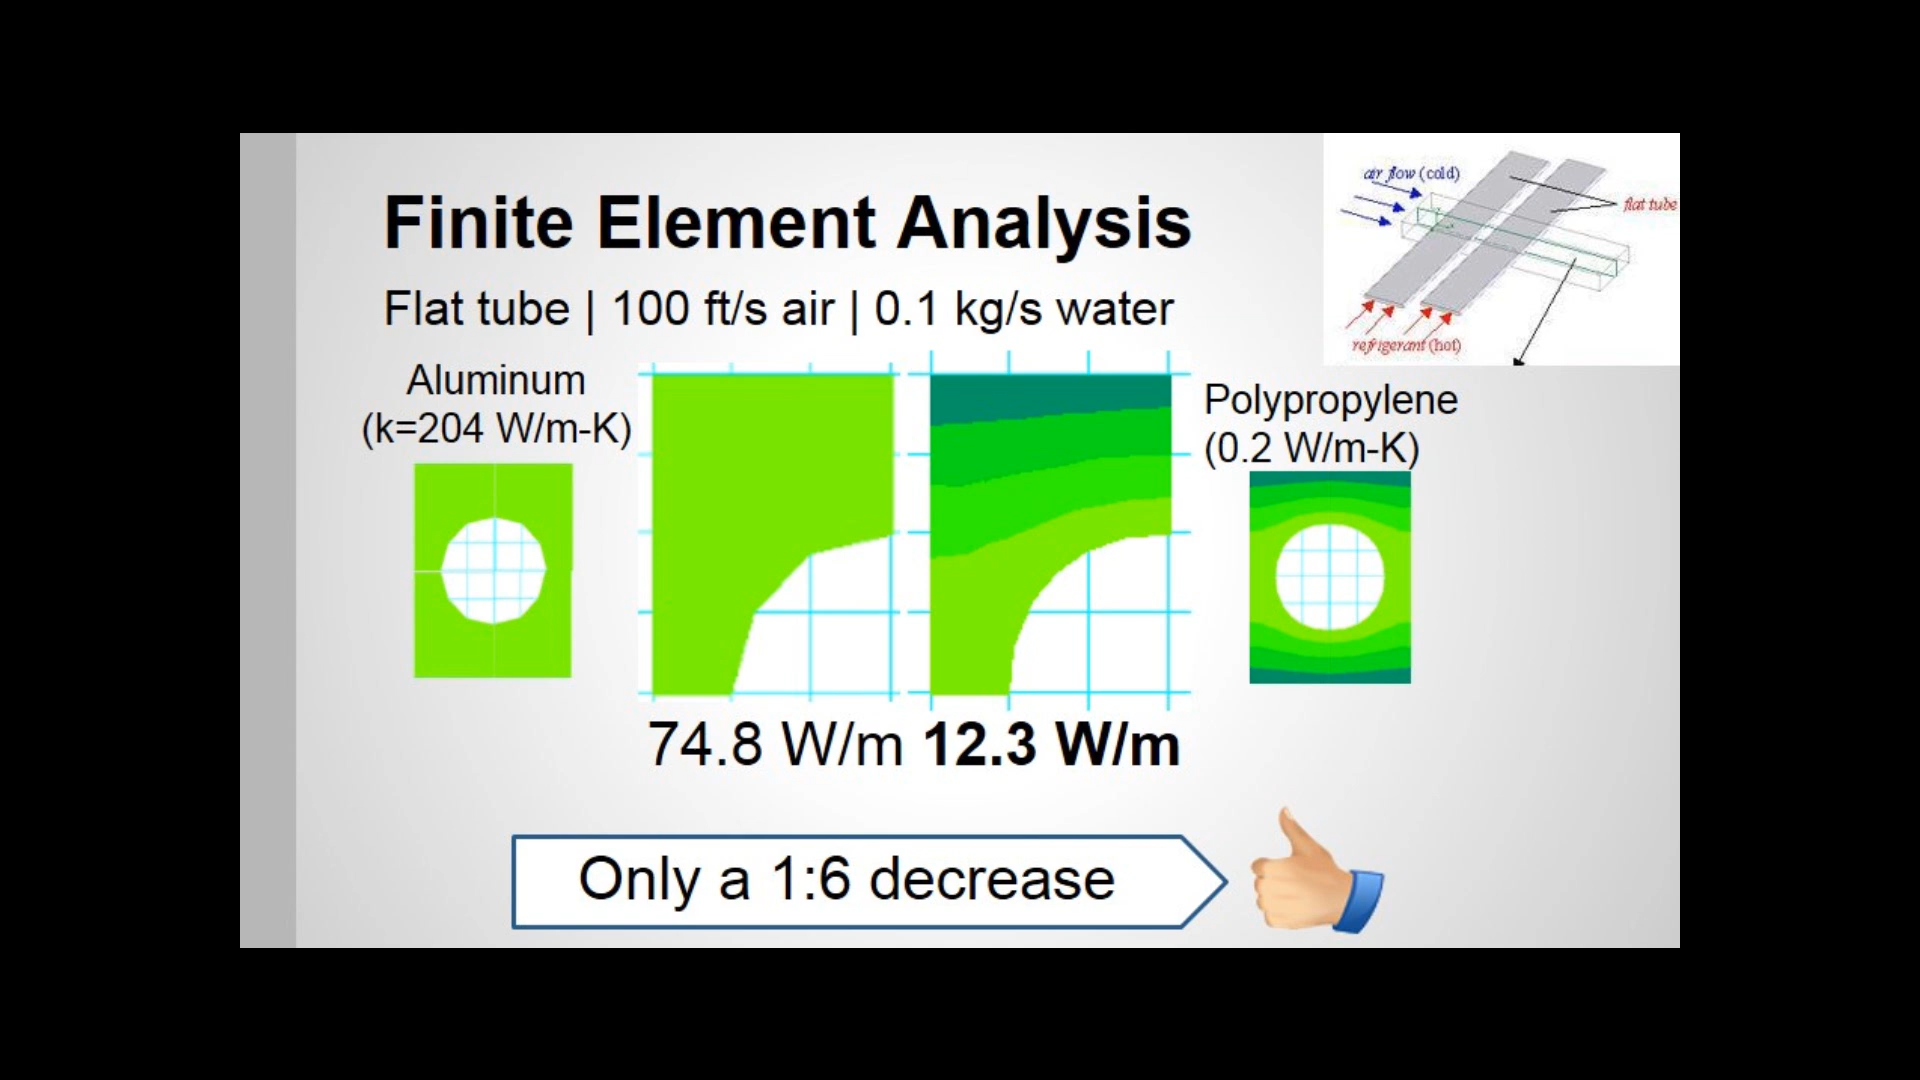 Finite Element Analysis
Flat tube | 100 ft/s air | 0.1 kg/s water
air flow (cold)
flat tube
refrigerant (hot)
Aluminum
(k=204 W/m-K)
Polypropylene
(0.2 W/m-K)
74.8 W/m 12.3 W/m
Only a 1:6 decrease